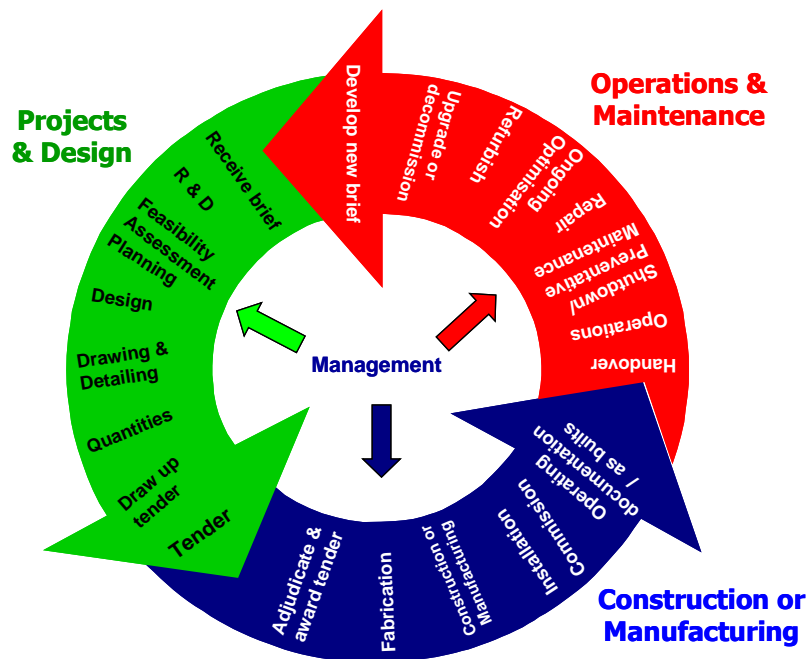 Projects
& Design
Receive brief
R & D
Feasibility
Assessment
Planning
Design
Drawing &
Detailing
Quantities
Draw up
tender
Tender
Construction or
Manufacturing
Adjudicate &
award tender
Fabrication
Construction or
Manufacturing
Installation
Commission
Operating
documentation
/ as builts
Operations &
Maintenance
Handover
Operations
Shutdown/
Preventative
Maintenance
Repair
Ongoing
Optimisation
Refurbish
Upgrade or
decommission
Develop new brief
Management